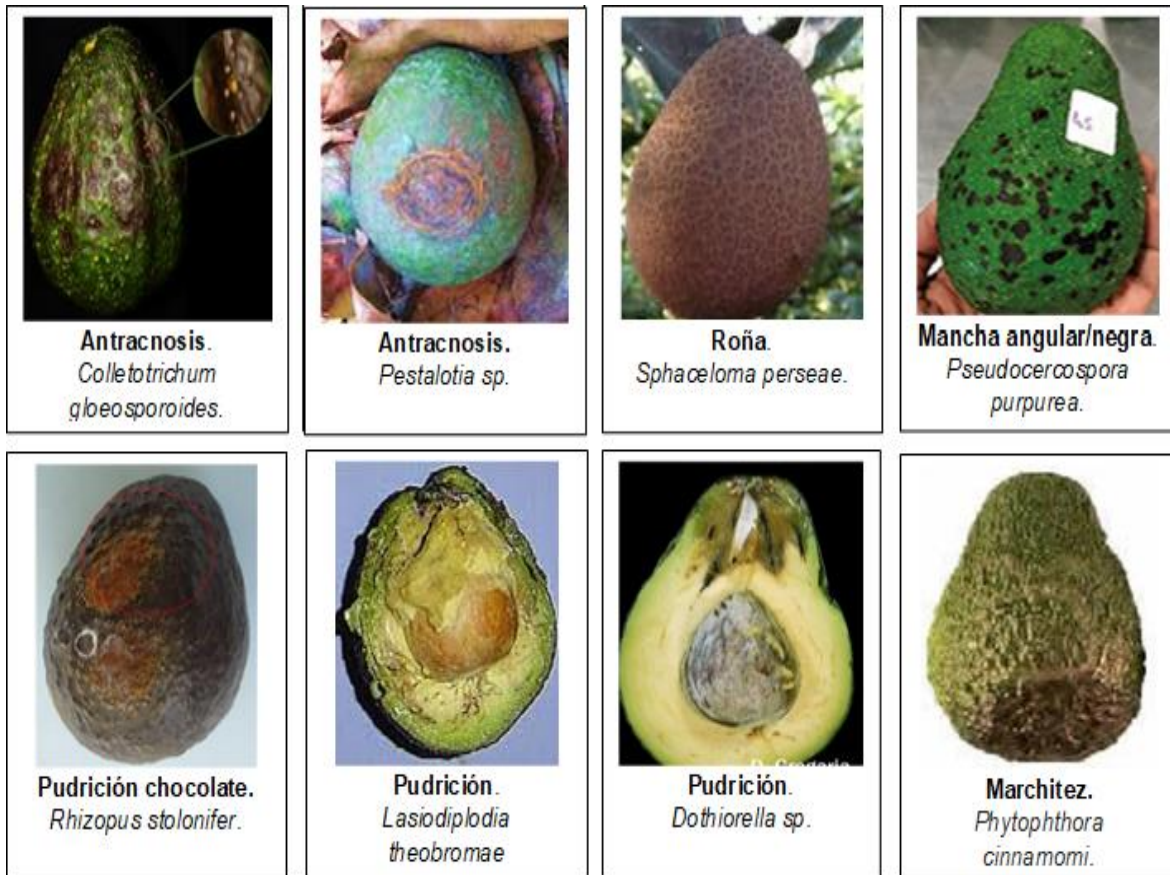 Antracnosis.
Colletotrichum
gloeosporoides.
Antracnosis.
Pestalotia sp.
Roña.
Sphaceloma perseae.
Mancha angular/negra.
Pseudocercospora
purpurea.
Pudrición chocolate.
Rhizopus stolonifer.
Pudrición.
Lasiodiplodia
theobromae
Pudrición.
Dothiorella sp.
Marchitez.
Phytophthora
cinnamomi.